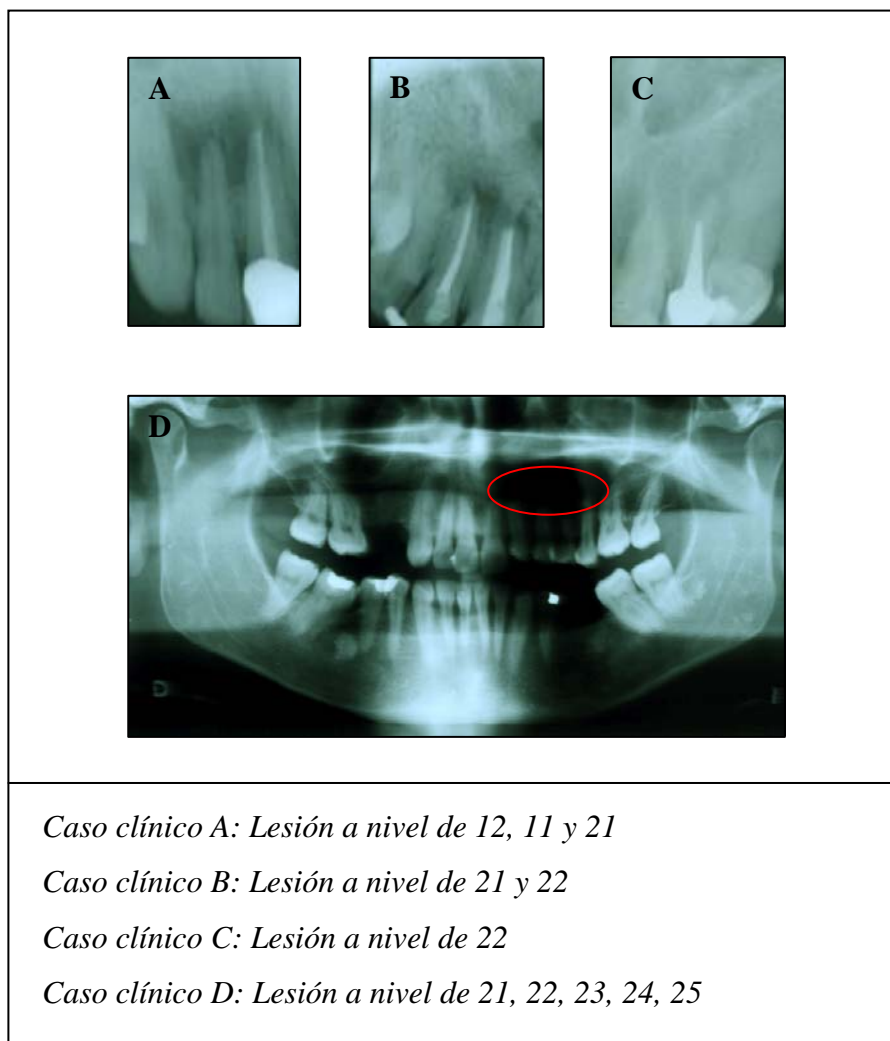 A
B
C
D
D
E
Caso clínico A: Lesión a nivel de 12, 11 y 21
Caso clínico B: Lesión a nivel de 21 y 22
Caso clínico C: Lesión a nivel de 22
Caso clínico D: Lesión a nivel de 21, 22, 23, 24, 25